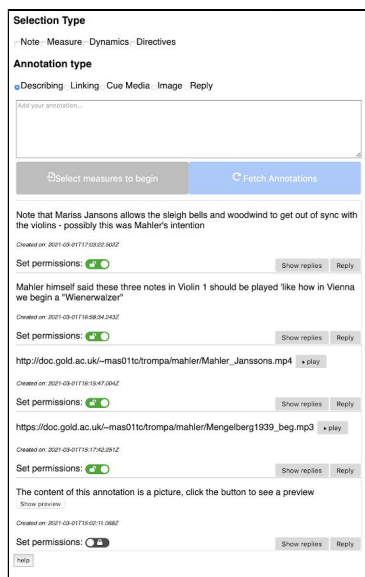 Selection Type
Note Measure Dynamics Directives
Annotation type
Describing Linking Cue Media Image Reply
Add your annotation...
Select measures to begin
Fetch Annotations
Note that Mariss Jansons allows the sleigh bells and woodwind to get out of sync with
the violins - possibly this was Mahler's intention
Created on: 2021-03-01T17:03:22.502Z
Set permissions:
Show replies Reply
Mahler himself said these three notes in Violin 1 should be played 'like how in Vienna
we begin a "Wienerwalzer"
Created on: 2021-03-01T16:58:34.243Z
Set permissions:
Show replies Reply
http://doc.gold.ac.uk/~mas01tc/trompa/mahler/Mahler_Janssons.mp4 play
Created on: 2021-03-01T16:15:47.004Z
Set permissions:
Show replies Reply
https://doc.gold.ac.uk/~mas01tc/trompa/mahler/Mengelberg1939_beg.mp3 play
Created on: 2021-03-01T15:17:42.251Z
Set permissions:
Show replies Reply
The content of this annotation is a picture, click the button to see a preview
Show preview
Created on: 2021-03-01T15:02:11.068Z
Set permissions:
Show replies Reply
help